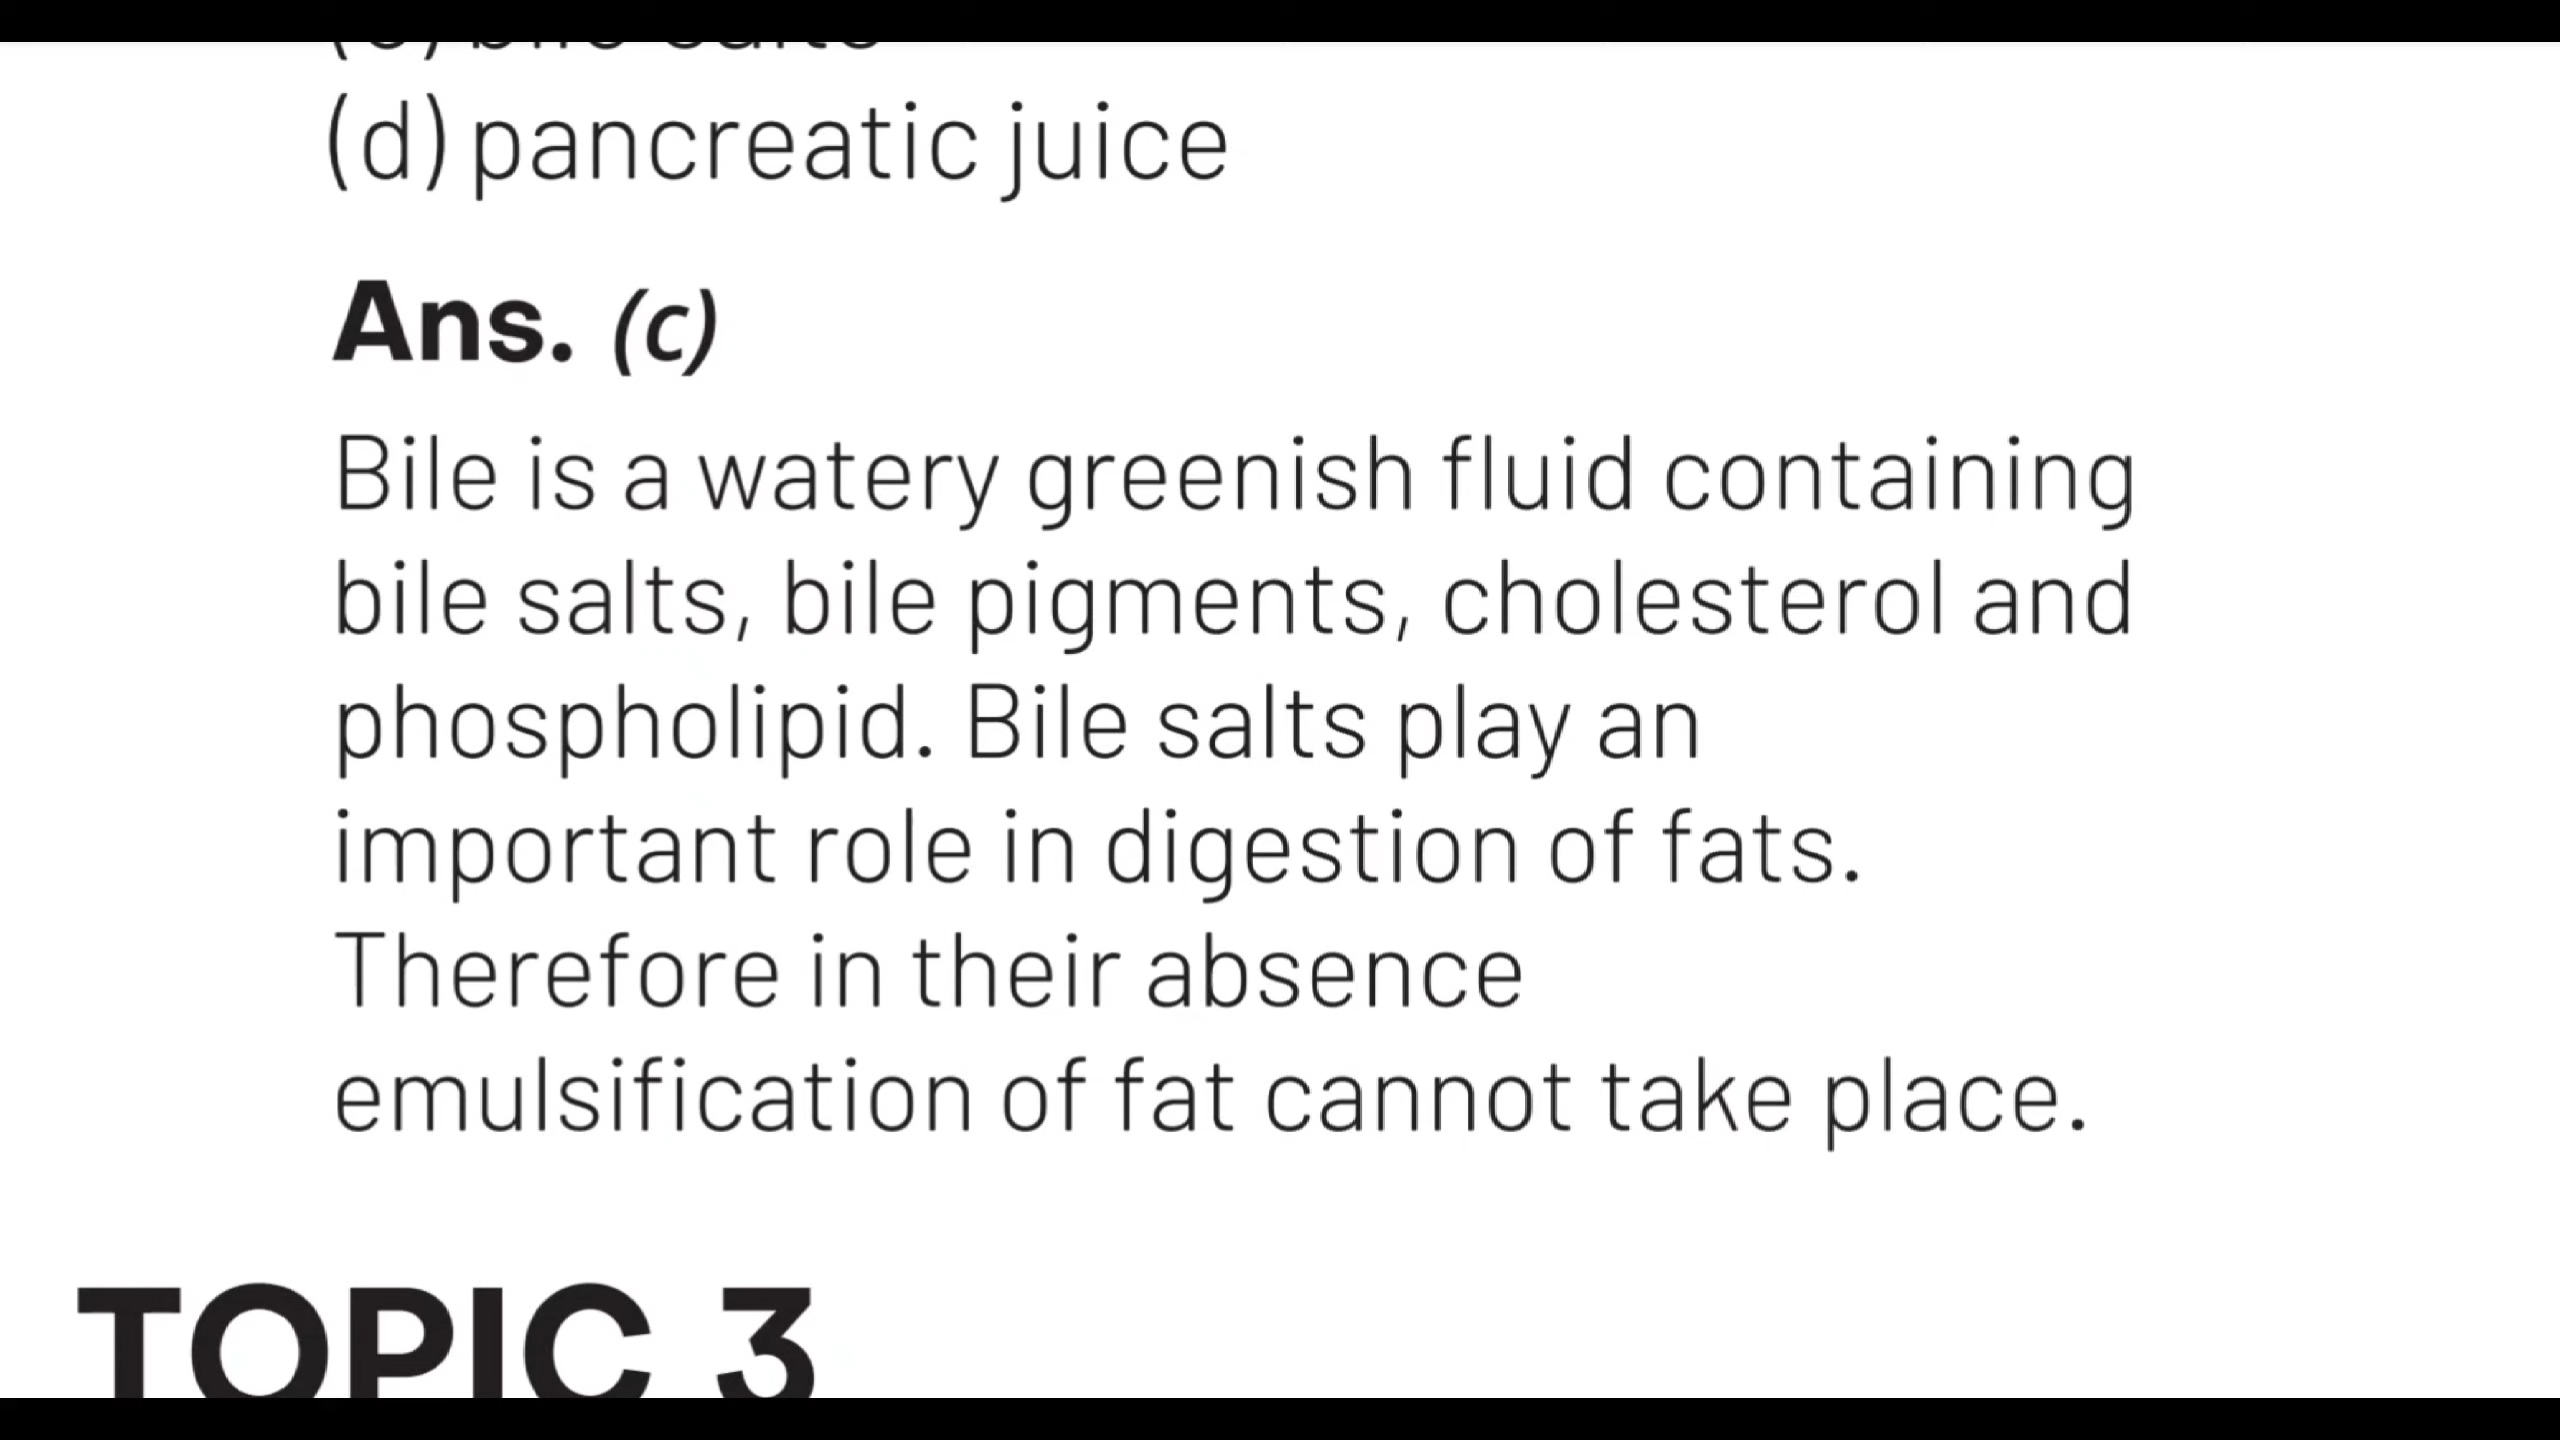 (c) bile salts
(d) pancreatic juice
Ans. (c)
Bile is a watery greenish fluid containing
bile salts, bile pigments, cholesterol and
phospholipid. Bile salts play an
important role in digestion of fats.
Therefore in their absence
emulsification of fat cannot take place.
TOPIC 3